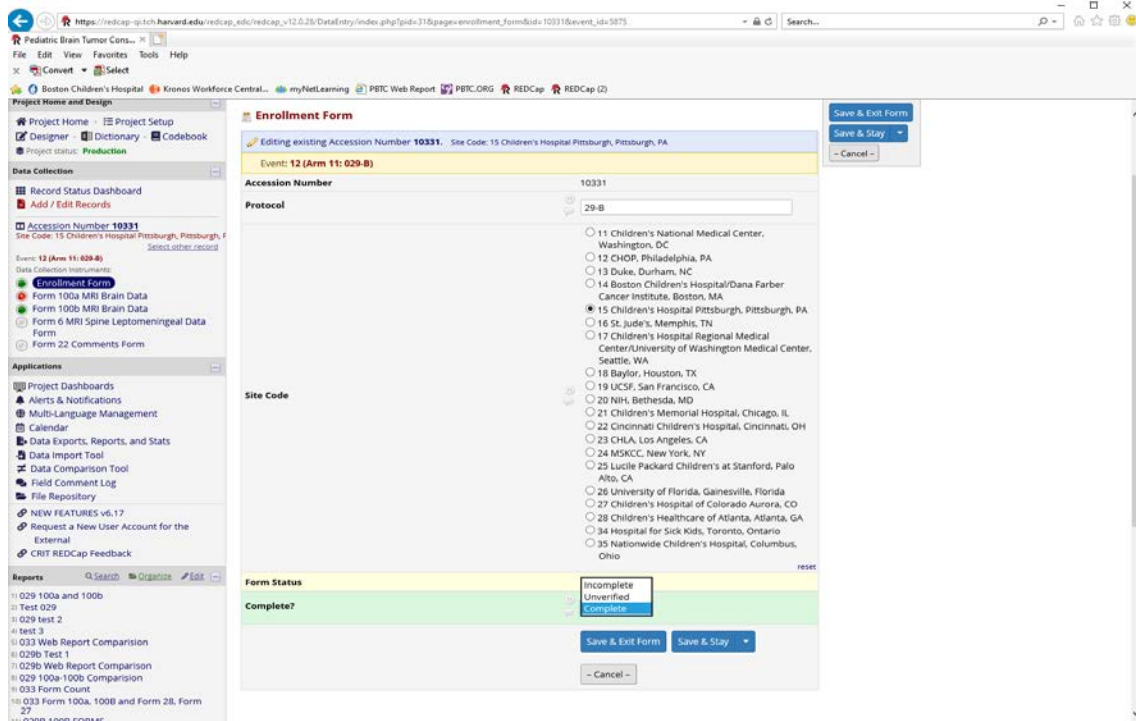 https://redcap-qi.tch.harvard.edu/redcap_edc/redcap_v12.0.28/DataEntry/index.php?pid=31&page=enrollment_form&id=10331&event_id=5875
Search...
Pediatric Brain Tumor Cons...
File Edit View Favorites Tools Help
Convert Select
Boston Children's Hospital Kronos Workforce Central... myNetLearning PBTC Web Report PBTC.ORG REDCap REDCap (2)
Project Home and Design
Project Home Project Setup
Designer Dictionary Codebook
Project status: Production
Data Collection
Record Status Dashboard
Add / Edit Records
Accession Number 10331
Site Code: 15 Children's Hospital Pittsburgh, Pittsburgh, P
Select other record
Event: 12 (Arm 11: 029-B)
Data Collection Instruments:
Enrollment Form
Form 100a MRI Brain Data
Form 100b MRI Brain Data
Form 6 MRI Spine Leptomeningeal Data
Form
Form 22 Comments Form
Applications
Project Dashboards
Alerts & Notifications
Multi-Language Management
Calendar
Data Exports, Reports, and Stats
Data Import Tool
Data Comparison Tool
Field Comment Log
File Repository
NEW FEATURES v6.17
Request a New User Account for the
External
CRIT REDCap Feedback
Reports Search Organize Edit
1) 029 100a and 100b
2) Test 029
3) 029 test 2
4) test 3
5) 033 Web Report Comparision
6) 029b Test 1
7) 029b Web Report Comparison
8) 029 100a-100b Comparision
9) 033 Form Count
10) 033 Form 100a, 100B and Form 28, Form
27
029B 100B FORMS
Enrollment Form
Editing existing Accession Number 10331. Site Code: 15 Children's Hospital Pittsburgh, Pittsburgh, PA
Event: 12 (Arm 11: 029-B)
Accession Number 10331
Protocol 29-B
Site Code
11 Children's National Medical Center,
Washington, DC
12 CHOP, Philadelphia, PA
13 Duke, Durham, NC
14 Boston Children's Hospital/Dana Farber
Cancer Institute, Boston, MA
15 Children's Hospital Pittsburgh, Pittsburgh, PA
16 St. Jude's, Memphis, TN
17 Children's Hospital Regional Medical
Center/University of Washington Medical Center,
Seattle, WA
18 Baylor, Houston, TX
19 UCSF, San Francisco, CA
20 NIH, Bethesda, MD
21 Children's Memorial Hospital, Chicago, IL
22 Cincinnati Children's Hospital, Cincinnati, OH
23 CHLA, Los Angeles, CA
24 MSKCC, New York, NY
25 Lucile Packard Children's at Stanford, Palo
Alto, CA
26 University of Florida, Gainesville, Florida
27 Children's Hospital of Colorado Aurora, CO
28 Children's Healthcare of Atlanta, Atlanta, GA
34 Hospital for Sick Kids, Toronto, Ontario
35 Nationwide Children's Hospital, Columbus,
Ohio
reset
Form Status
Complete?
Incomplete
Unverified
Complete
Save & Exit Form Save & Stay
-- Cancel --
Save & Exit Form
Save & Stay
-- Cancel --